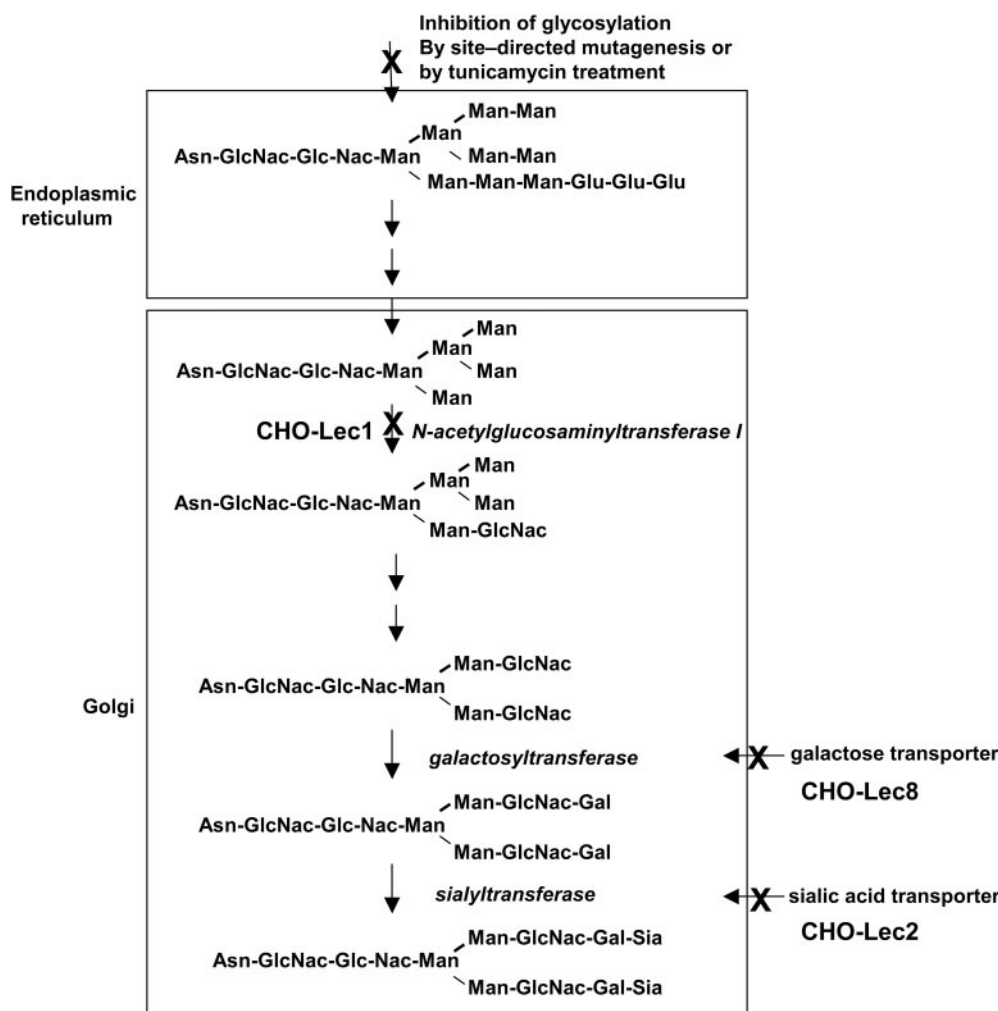 Inhibition of glycosylation
By site–directed mutagenesis or
by tunicamycin treatment
X
Endoplasmic
reticulum
Man-Man
Man
Asn-GlcNac-Glc-Nac-Man
Man-Man
Man-Man-Man-Glu-Glu-Glu
Golgi
Man
Man
Asn-GlcNac-Glc-Nac-Man
Man
Man
CHO-Lec1 X N-acetylglucosaminyltransferase I
Man
Man
Asn-GlcNac-Glc-Nac-Man
Man
Man-GlcNac
Man-GlcNac
Asn-GlcNac-Glc-Nac-Man
Man-GlcNac
galactosyltransferase X galactose transporter
CHO-Lec8
Man-GlcNac-Gal
Asn-GlcNac-Glc-Nac-Man
Man-GlcNac-Gal
sialyltransferase X sialic acid transporter
CHO-Lec2
Man-GlcNac-Gal-Sia
Asn-GlcNac-Glc-Nac-Man
Man-GlcNac-Gal-Sia